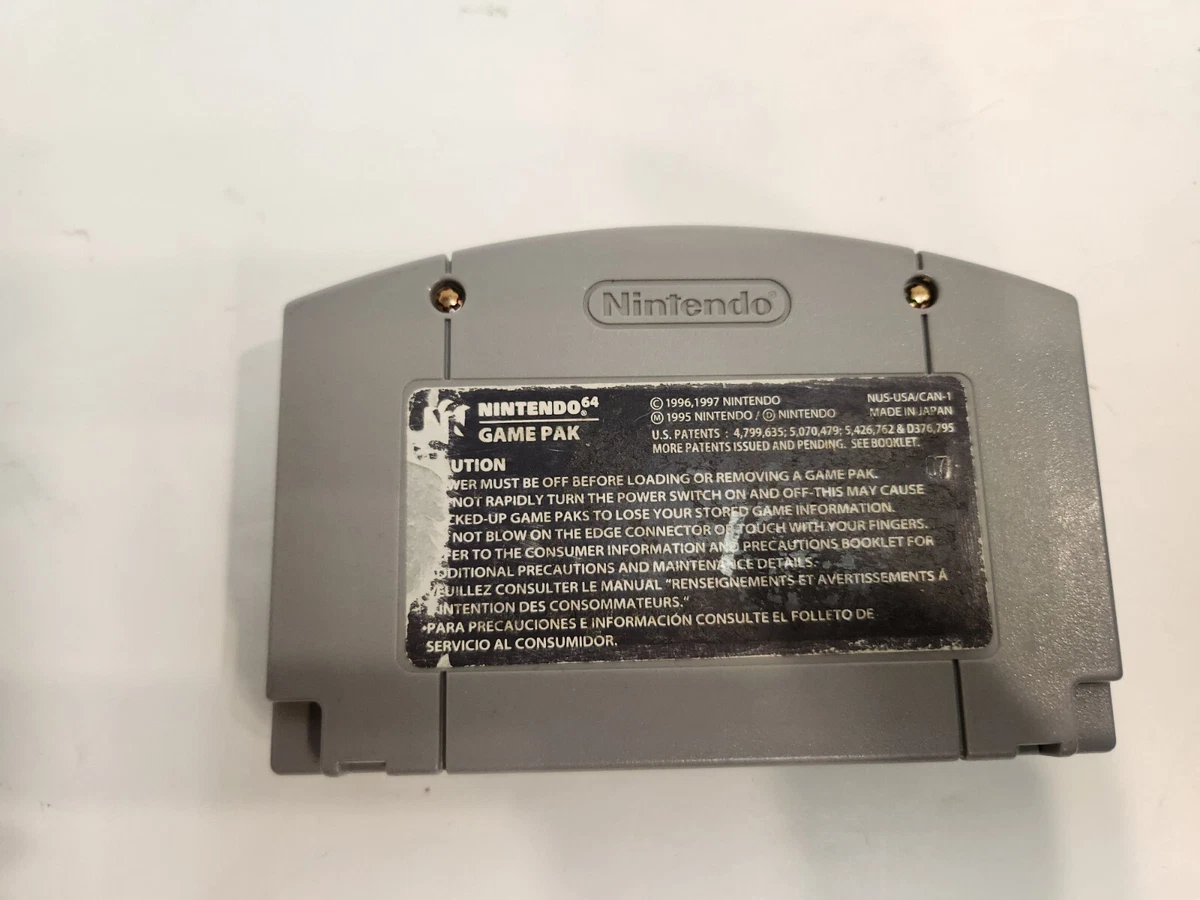 Nintendo®
NINTENDO®64
GAME PAK
© 1996,1997 NINTENDO
Ⓜ 1995 NINTENDO / Ⓓ NINTENDO
U.S. PATENTS : 4,799,635; 5,070,479; 5,426,762 & D376,795
MORE PATENTS ISSUED AND PENDING. SEE BOOKLET.
NUS-USA/CAN-1
MADE IN JAPAN
07
UTION
WER MUST BE OFF BEFORE LOADING OR REMOVING A GAME PAK.
NOT RAPIDLY TURN THE POWER SWITCH ON AND OFF-THIS MAY CAUSE
CKED-UP GAME PAKS TO LOSE YOUR STORED GAME INFORMATION.
NOT BLOW ON THE EDGE CONNECTOR OR TOUCH WITH YOUR FINGERS.
FER TO THE CONSUMER INFORMATION AND PRECAUTIONS BOOKLET FOR
DDITIONAL PRECAUTIONS AND MAINTENANCE DETAILS.
EUILLEZ CONSULTER LE MANUAL "RENSEIGNEMENTS ET AVERTISSEMENTS À
INTENTION DES CONSOMMATEURS."
•PARA PRECAUCIONES E INFORMACIÓN CONSULTE EL FOLLETO DE
SERVICIO AL CONSUMIDOR.